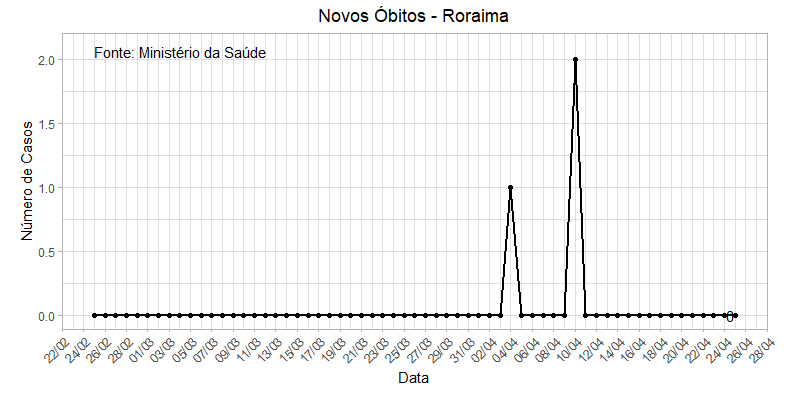 Novos Óbitos - Roraima
Fonte: Ministério da Saúde
Número de Casos
2.0
1.5
1.0
0.5
0.0
0
22/02 24/02 26/02 28/02 01/03 03/03 05/03 07/03 09/03 11/03 13/03 15/03 17/03 19/03 21/03 23/03 25/03 27/03 29/03 31/03 02/04 04/04 06/04 08/04 10/04 12/04 14/04 16/04 18/04 20/04 22/04 24/04 26/04 28/04
Data